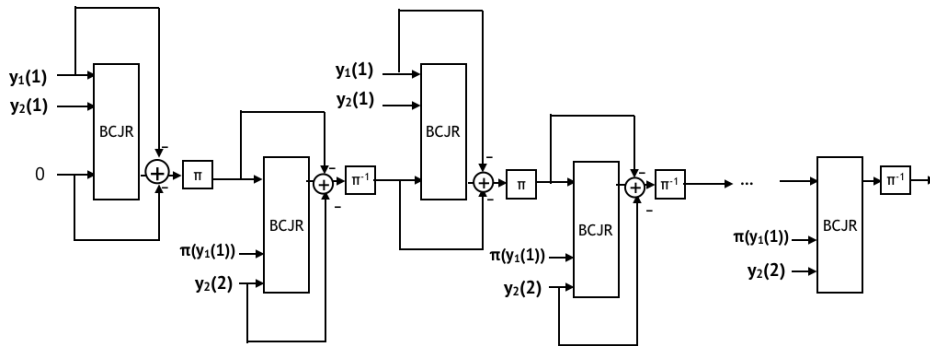 y₁(1)
y₂(1)
0
BCJR
−
+
−
π
BCJR
π(y₁(1))
y₂(2)
−
+
−
π⁻¹
y₁(1)
y₂(1)
BCJR
−
+
−
π
BCJR
π(y₁(1))
y₂(2)
−
+
−
π⁻¹
...
BCJR
π(y₁(1))
y₂(2)
π⁻¹